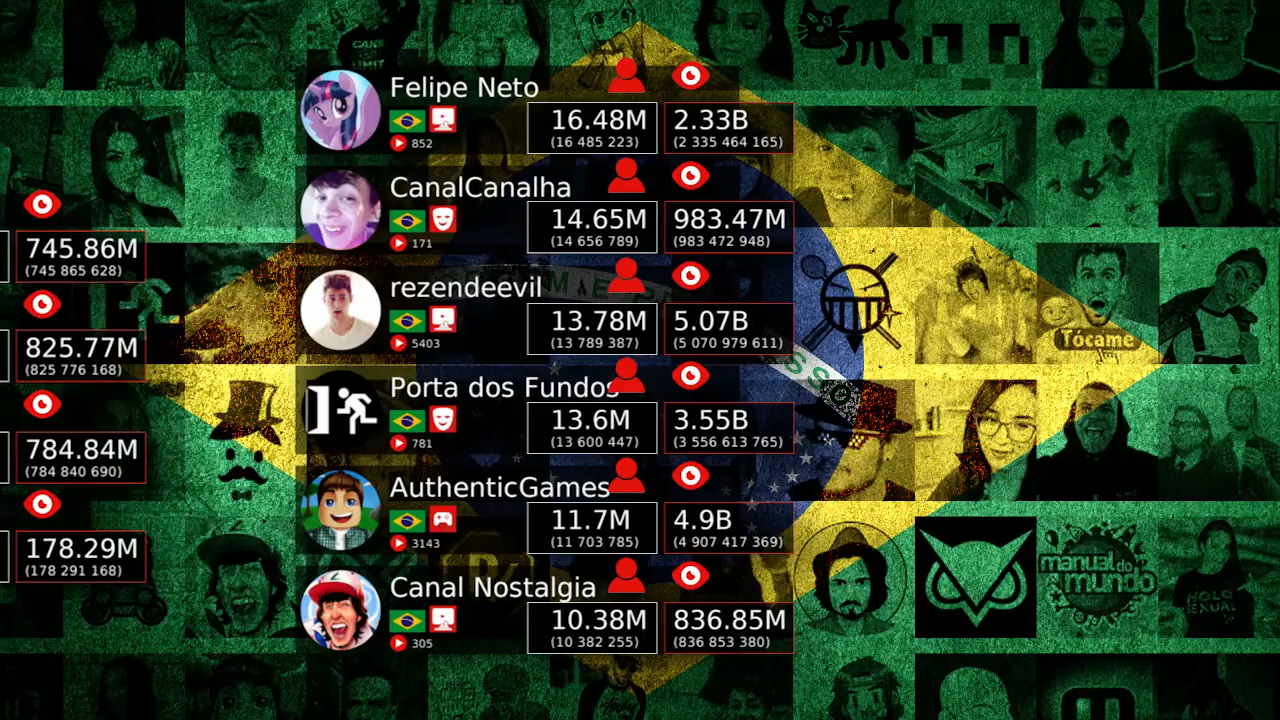 745.86M
(745 865 628)
825.77M
(825 776 168)
784.84M
(784 840 690)
178.29M
(178 291 168)
Felipe Neto
852
16.48M
(16 485 223)
2.33B
(2 335 464 165)
CanalCanalha
171
14.65M
(14 656 789)
983.47M
(983 472 948)
rezendeevil
5403
13.78M
(13 789 387)
5.07B
(5 070 979 611)
Porta dos Fundos
781
13.6M
(13 600 447)
3.55B
(3 556 613 765)
AuthenticGames
3143
11.7M
(11 703 785)
4.9B
(4 907 417 369)
Canal Nostalgia
305
10.38M
(10 382 255)
836.85M
(836 853 380)
Tócame
manual do
mundo
HOLO
SEXUAL